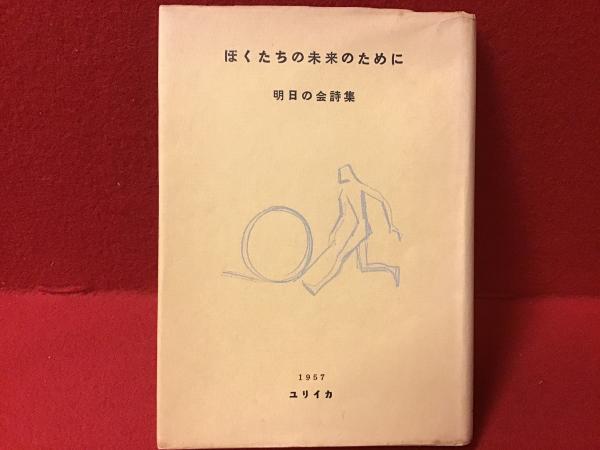 ぼくたちの未来のために
明日の会詩集
1957
ユリイカ